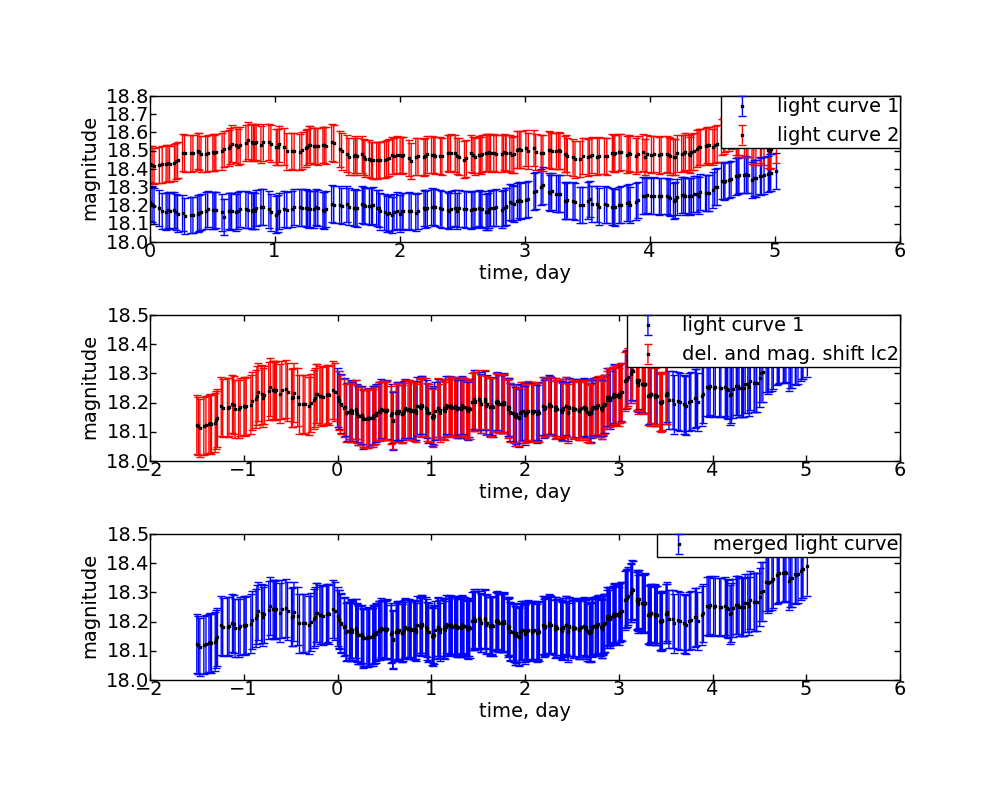 18.8
18.7
18.6
18.5
18.4
18.3
18.2
18.1
18.0
magnitude
light curve 1
light curve 2
0 1 2 3 4 5 6
time, day
18.5
18.4
18.3
18.2
18.1
18.0
magnitude
light curve 1
del. and mag. shift lc2
−2 −1 0 1 2 3 4 5 6
time, day
18.5
18.4
18.3
18.2
18.1
18.0
magnitude
merged light curve
−2 −1 0 1 2 3 4 5 6
time, day